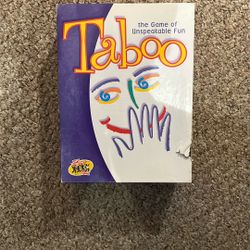 the Game of
Unspeakable Fun
Taboo